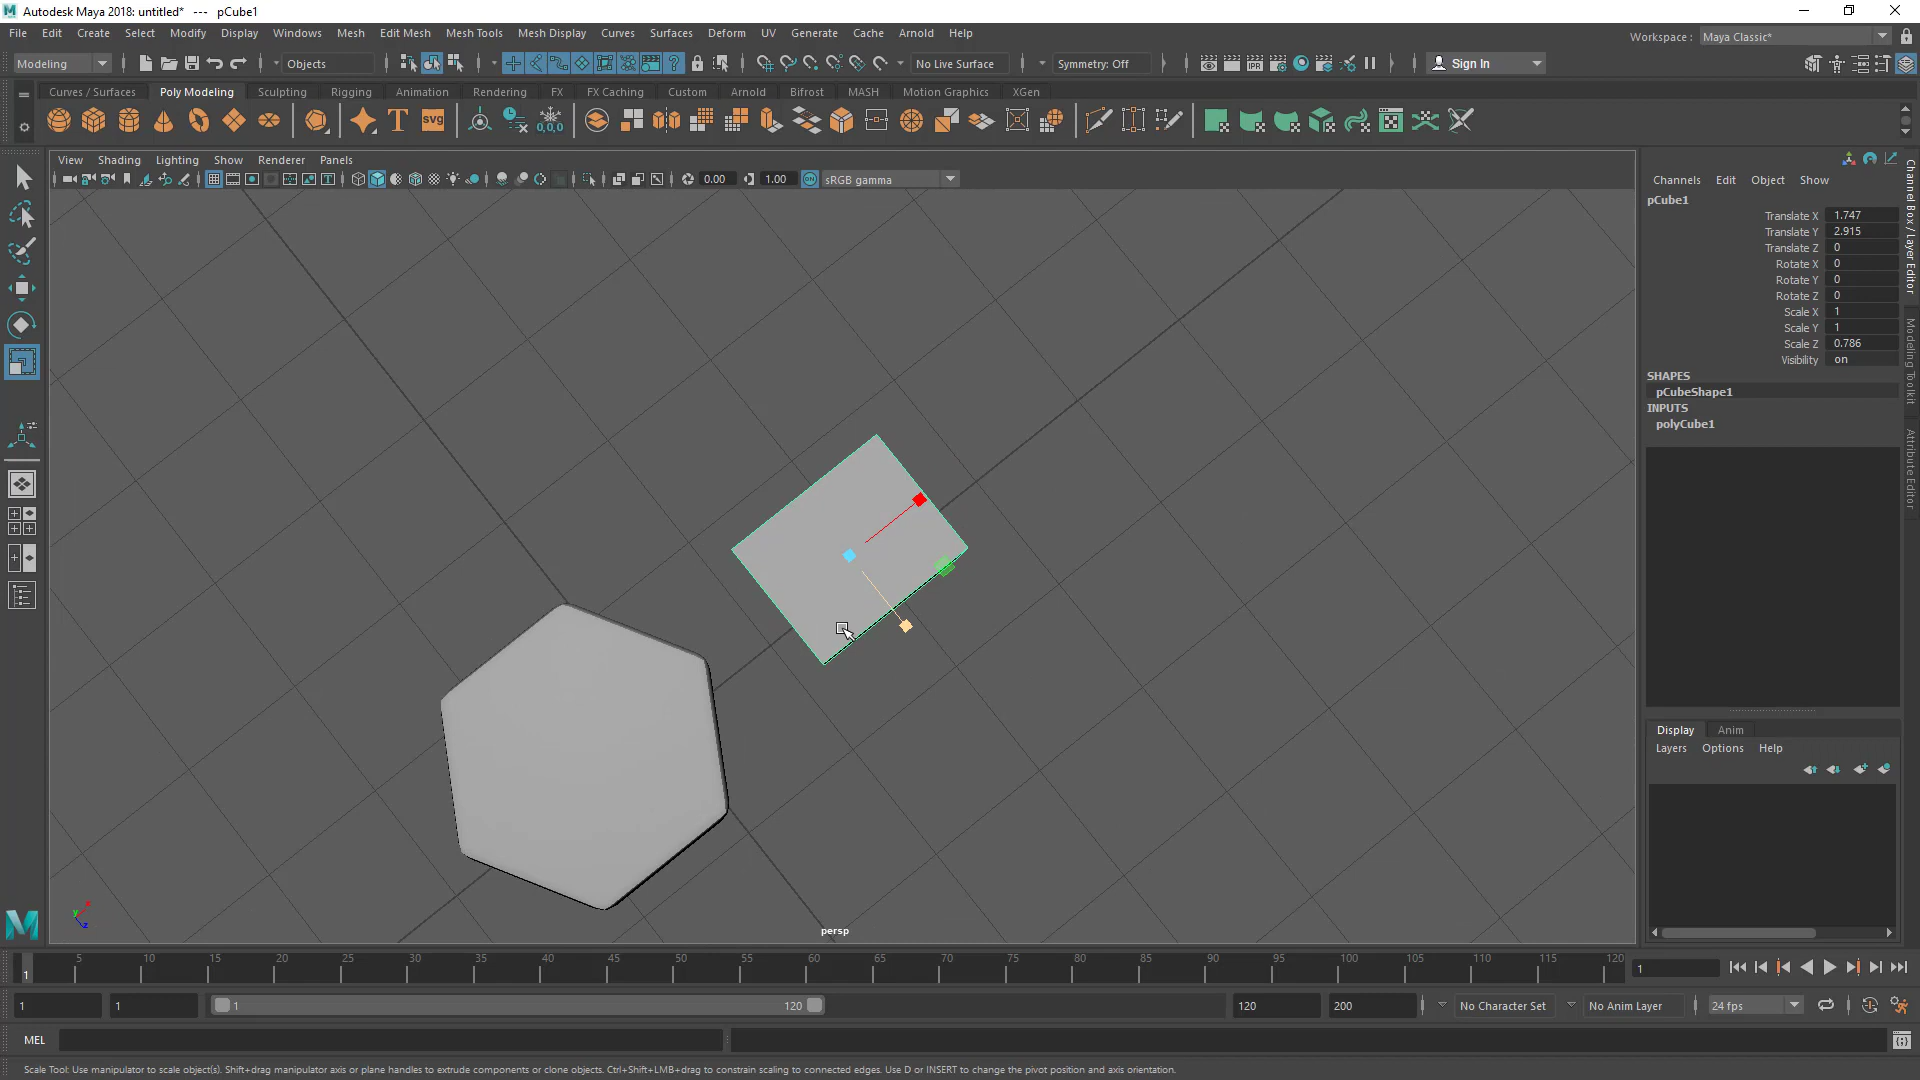 Autodesk Maya 2018: untitled*   ---   pCube1
File Edit Create Select Modify Display Windows Mesh Edit Mesh Mesh Tools Mesh Display Curves Surfaces Deform UV Generate Cache Arnold Help
Workspace : Maya Classic*
Modeling Objects No Live Surface Symmetry: Off IPR Sign In
Curves / Surfaces Poly Modeling Sculpting Rigging Animation Rendering FX FX Caching Custom Arnold Bifrost MASH Motion Graphics XGen
T svg 0,0,0
View Shading Lighting Show Renderer Panels
0.00 1.00 ON sRGB gamma
Channels Edit Object Show
pCube1
Translate X 1.747
Translate Y 2.915
Translate Z 0
Rotate X 0
Rotate Y 0
Rotate Z 0
Scale X 1
Scale Y 1
Scale Z 0.786
Visibility on
SHAPES
pCubeShape1
INPUTS
polyCube1
Channel Box / Layer Editor
Modeling Toolkit
Attribute Editor
Display Anim
Layers Options Help
y x z
persp
5 10 15 20 25 30 35 40 45 50 55 60 65 70 75 80 85 90 95 100 105 110 115 120
1 1
1 1 1 120 120 200 No Character Set No Anim Layer 24 fps
MEL
Scale Tool: Use manipulator to scale object(s). Shift+drag manipulator axis or plane handles to extrude components or clone objects. Ctrl+Shift+LMB+drag to constrain scaling to connected edges. Use D or INSERT to change the pivot position and axis orientation.